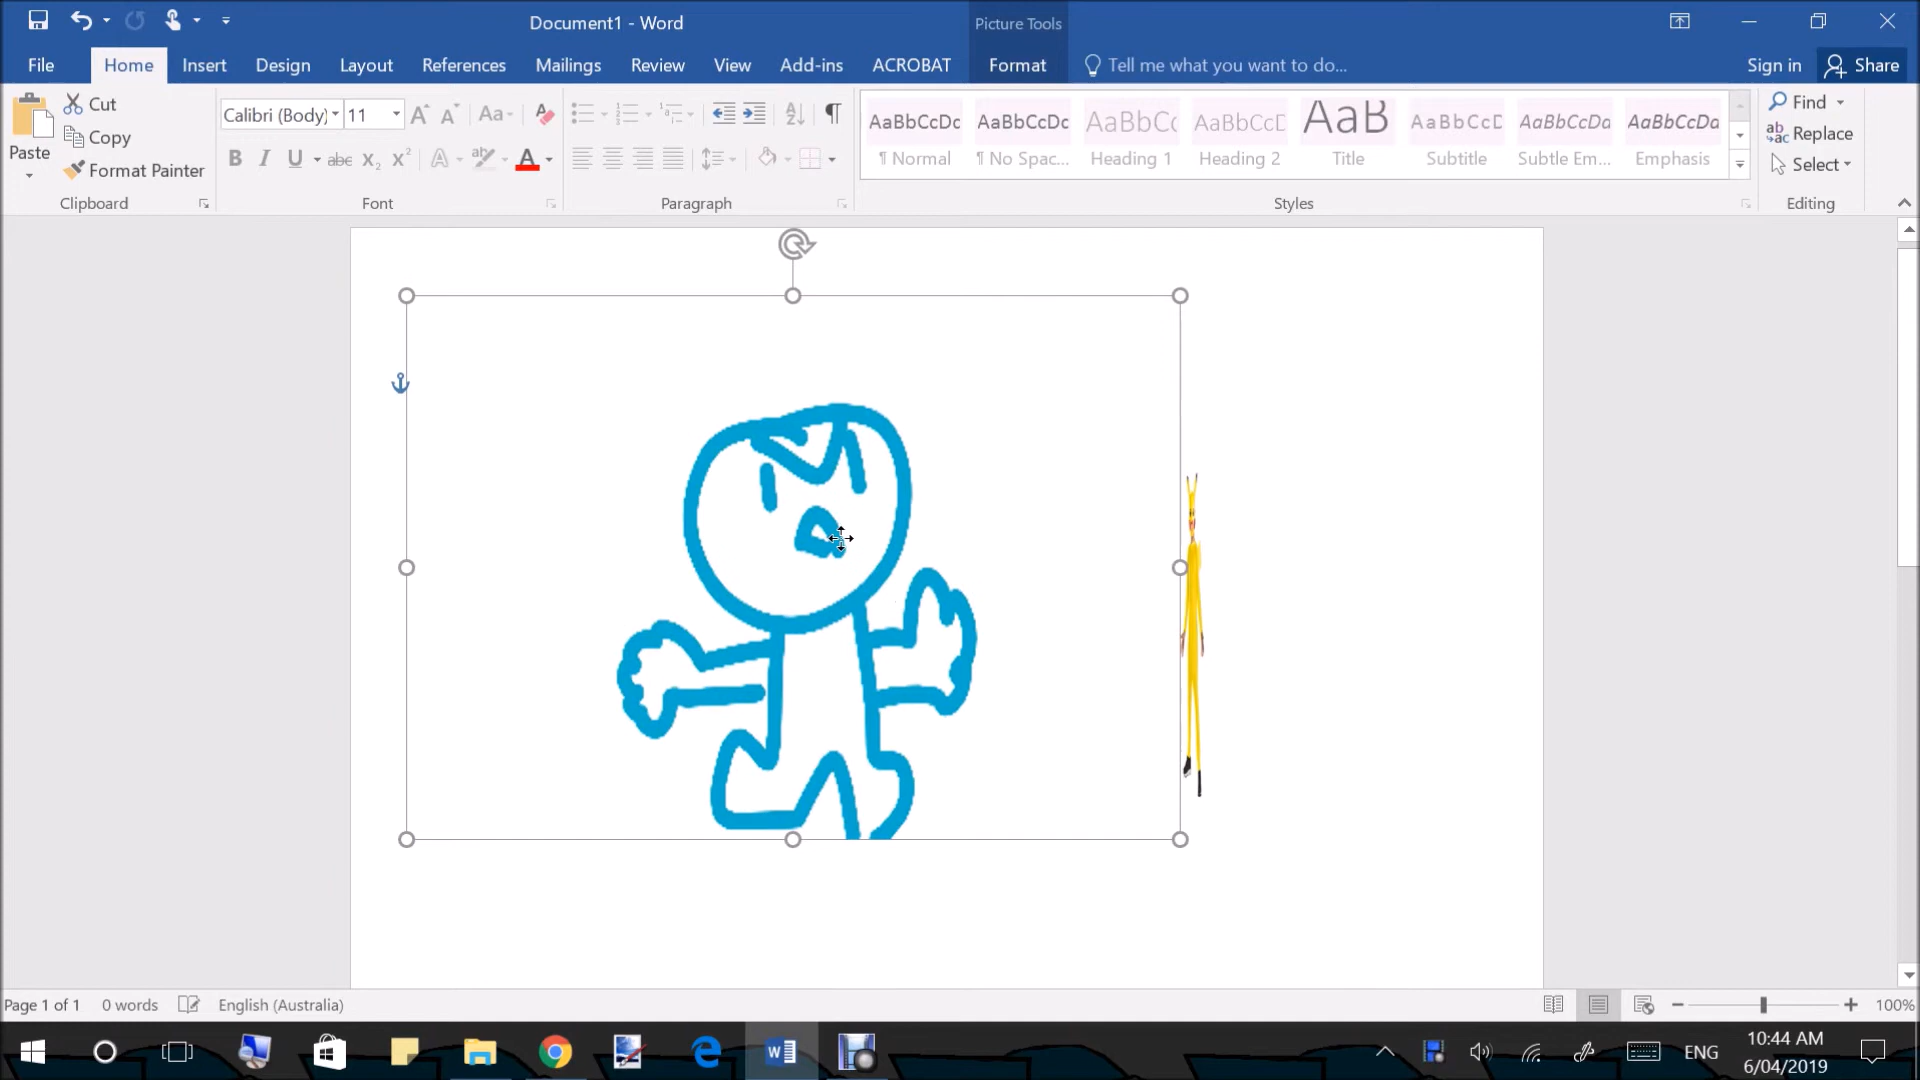 Document1 - Word
Picture Tools
File Home Insert Design Layout References Mailings Review View Add-ins ACROBAT Format Tell me what you want to do... Sign in Share
Paste
Cut
Copy
Format Painter
Clipboard
Calibri (Body) 11
Aa
B I U abc X₂ X²
A A
Font
Paragraph
AaBbCcDc AaBbCcDc AaBbCc AaBbCcD AaB AaBbCcD AaBbCcDa AaBbCcDa
¶ Normal ¶ No Spac... Heading 1 Heading 2 Title Subtitle Subtle Em... Emphasis
Styles
Find
Replace
Select
Editing
Page 1 of 1 0 words English (Australia) 100%
ENG
10:44 AM
6/04/2019